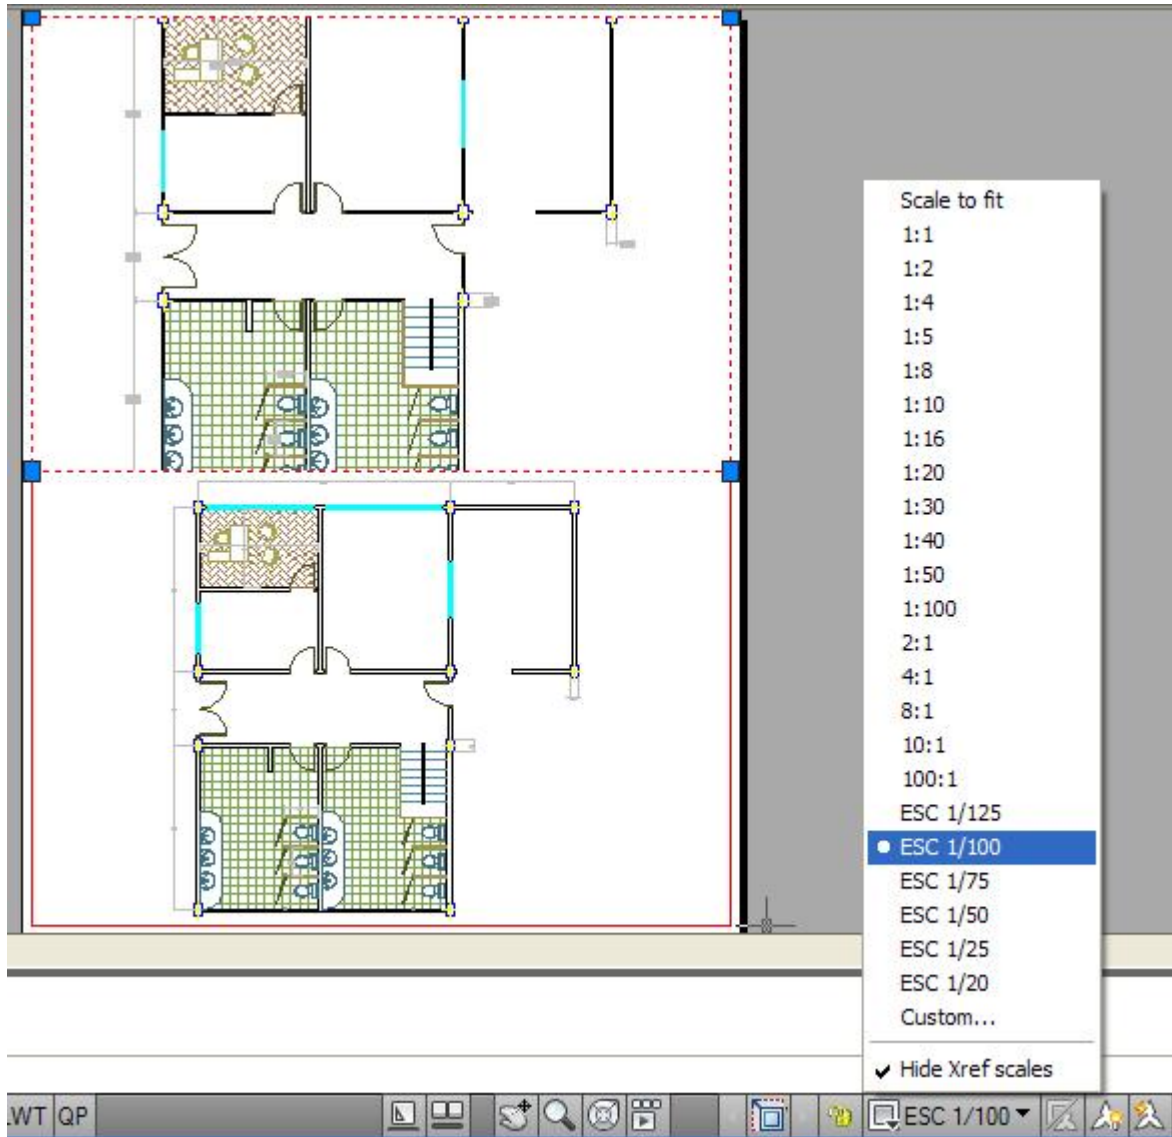 Scale to fit
1:1
1:2
1:4
1:5
1:8
1:10
1:16
1:20
1:30
1:40
1:50
1:100
2:1
4:1
8:1
10:1
100:1
ESC 1/125
ESC 1/100
ESC 1/75
ESC 1/50
ESC 1/25
ESC 1/20
Custom...
Hide Xref scales
LWT QP ESC 1/100